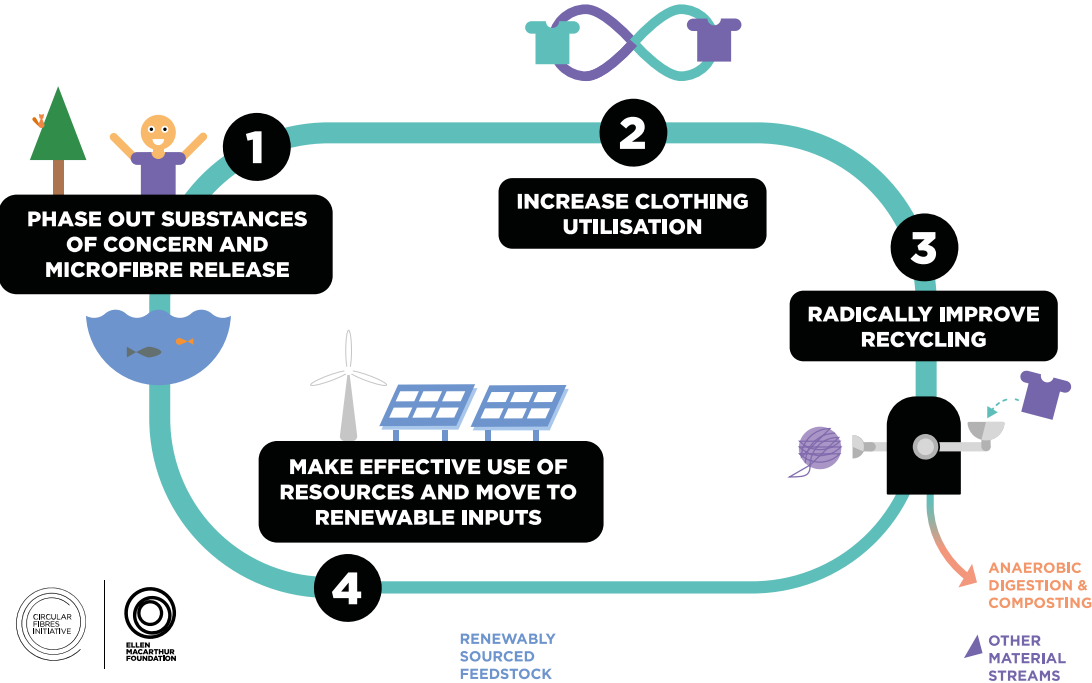 1
PHASE OUT SUBSTANCES
OF CONCERN AND
MICROFIBRE RELEASE
2
INCREASE CLOTHING
UTILISATION
3
RADICALLY IMPROVE
RECYCLING
MAKE EFFECTIVE USE OF
RESOURCES AND MOVE TO
RENEWABLE INPUTS
4
ANAEROBIC
DIGESTION &
COMPOSTING
OTHER
MATERIAL
STREAMS
RENEWABLY
SOURCED
FEEDSTOCK
CIRCULAR
FIBRES
INITIATIVE
ELLEN
MACARTHUR
FOUNDATION